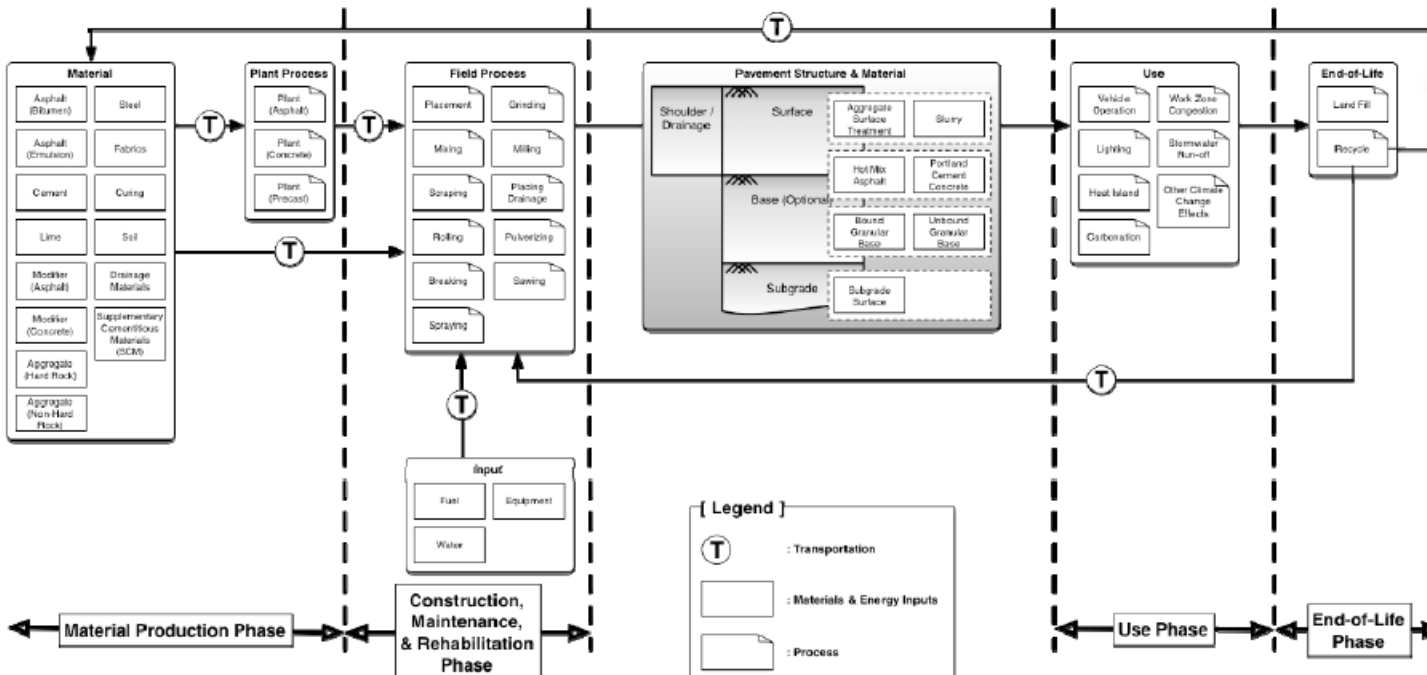 T
Material
Asphalt
(Bitumen)
Steel
Asphalt
(Emulsion)
Fabrics
Cement
Curing
Lime
Soil
Modifier
(Asphalt)
Drainage
Materials
Modifier
(Concrete)
Supplementary
Cementitious
Materials
(SCM)
Aggregate
(Hard Rock)
Aggregate
(Non-Hard
Rock)
T
T
Plant Process
Plant
(Asphalt)
Plant
(Concrete)
Plant
(Precast)
T
Field Process
Placement
Grinding
Mixing
Milling
Scraping
Placing
Drainage
Rolling
Pulverizing
Breaking
Sawing
Spraying
T
Input
Fuel
Equipment
Water
Pavement Structure & Material
Shoulder /
Drainage
Surface
Aggregate
Surface
Treatment
Slurry
Hot Mix
Asphalt
Portland
Cement
Concrete
Base (Optional)
Bound
Granular
Base
Unbound
Granular
Base
Subgrade
Subgrade
Surface
Use
Vehicle
Operation
Work Zone
Congestion
Lighting
Stormwater
Run-off
Heat Island
Other Climate
Change
Effects
Carbonation
End-of-Life
Land Fill
Recycle
T
[ Legend ]
T
: Transportation
: Materials & Energy Inputs
: Process
Material Production Phase
Construction,
Maintenance,
& Rehabilitation
Phase
Use Phase
End-of-Life
Phase